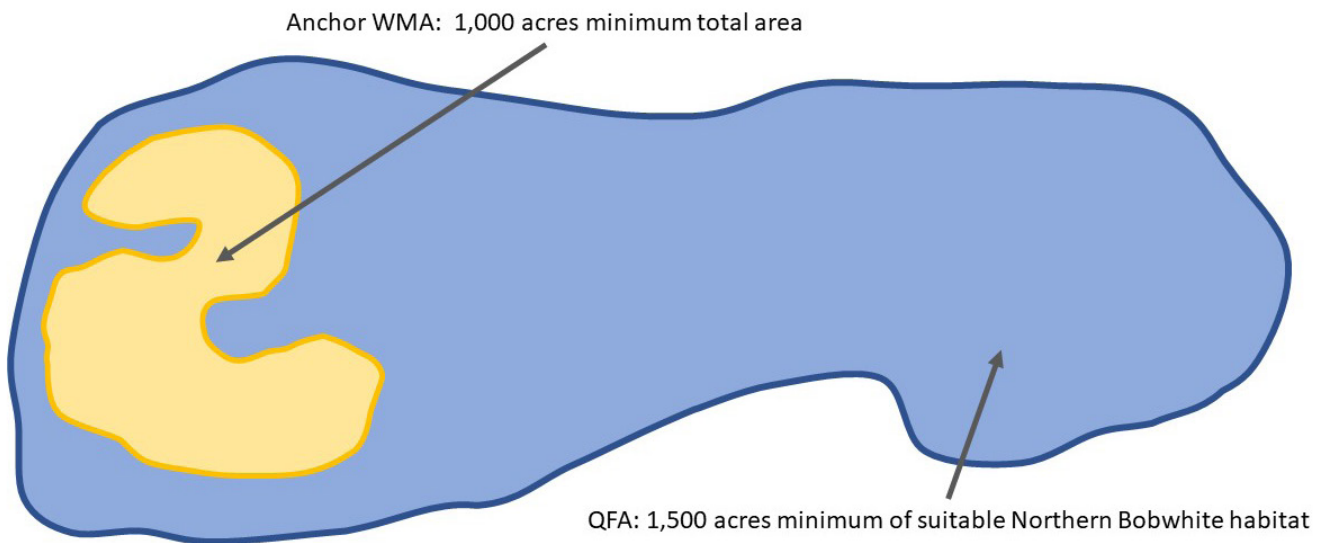 Anchor WMA: 1,000 acres minimum total area
QFA: 1,500 acres minimum of suitable Northern Bobwhite habitat